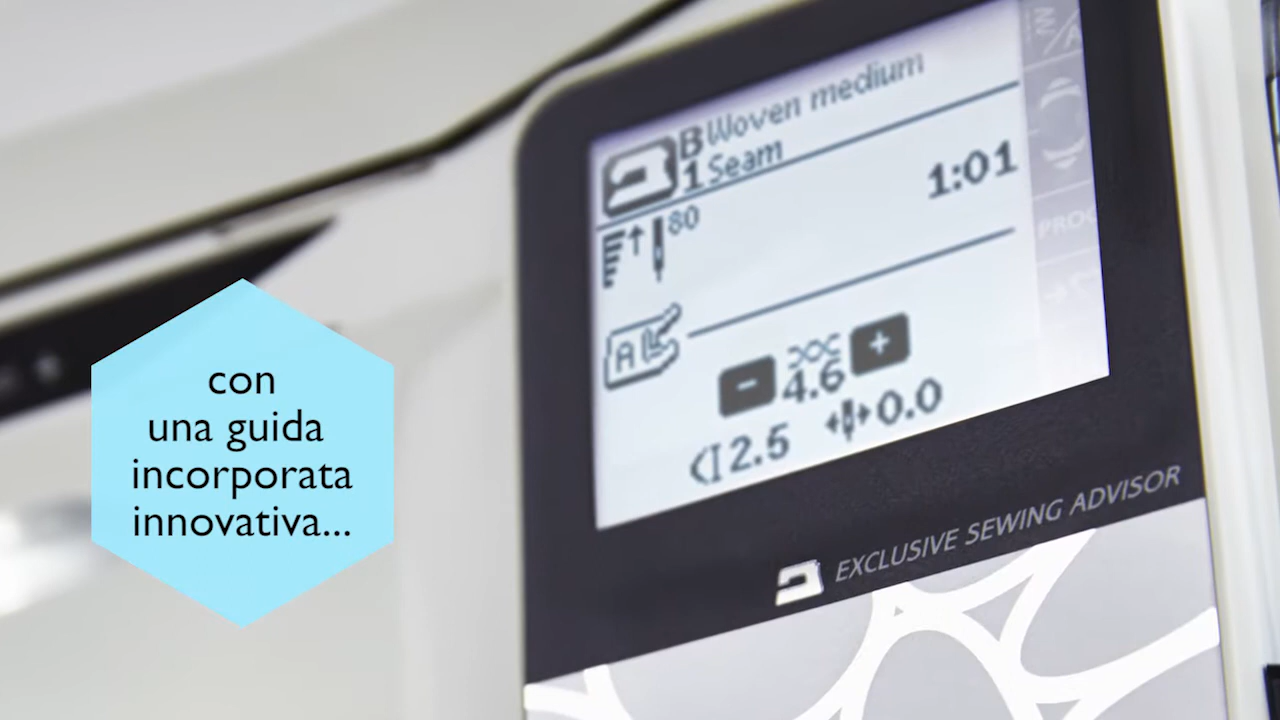 con
una guida
incorporata
innovativa...
B Woven medium
1 Seam
1:01
80
PROG
A
- +
4.6
2.5 0.0
EXCLUSIVE SEWING ADVISOR